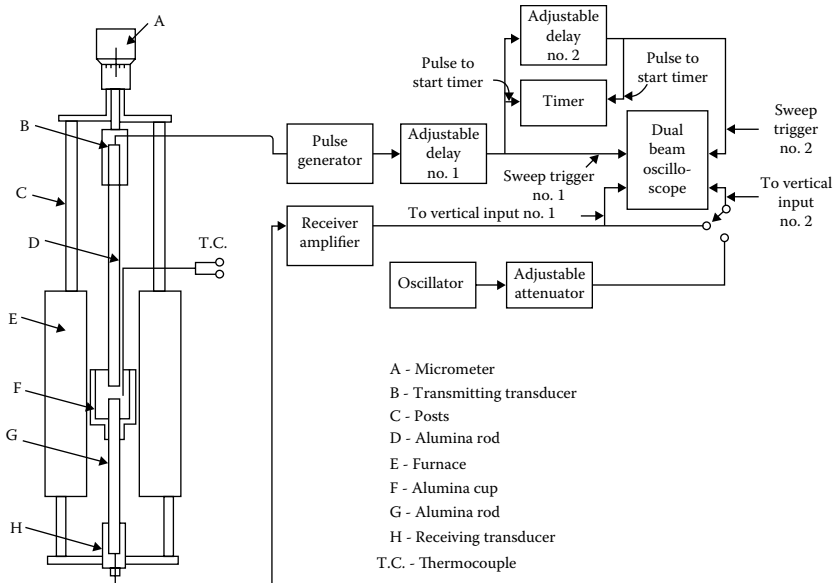 A
B
C
D
T.C.
E
F
G
H
Pulse
generator
Adjustable
delay
no. 1
Adjustable
delay
no. 2
Pulse to
start timer
Timer
Pulse to
start timer
Dual
beam
oscillo-
scope
Sweep
trigger
no. 2
Sweep trigger
no. 1
To vertical input no. 1
To vertical
input
no. 2
Receiver
amplifier
Oscillator
Adjustable
attenuator
A - Micrometer
B - Transmitting transducer
C - Posts
D - Alumina rod
E - Furnace
F - Alumina cup
G - Alumina rod
H - Receiving transducer
T.C. - Thermocouple